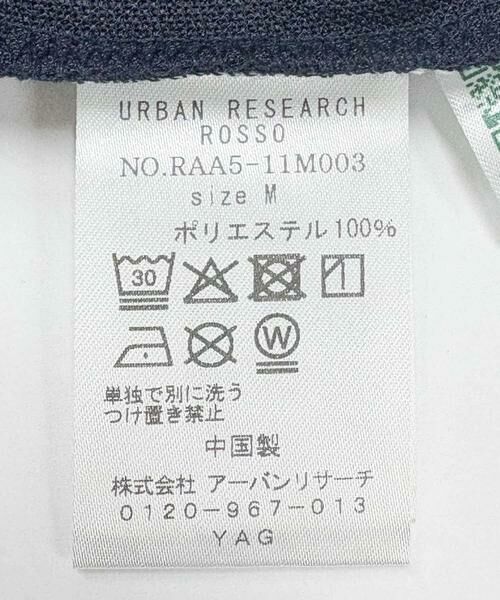 URBAN RESEARCH
ROSSO
NO.RAA5-11M003
size M
ポリエステル100%
30
W
単独で別に洗う
つけ置き禁止
中国製
株式会社 アーバンリサーチ
0120-967-013
YAG